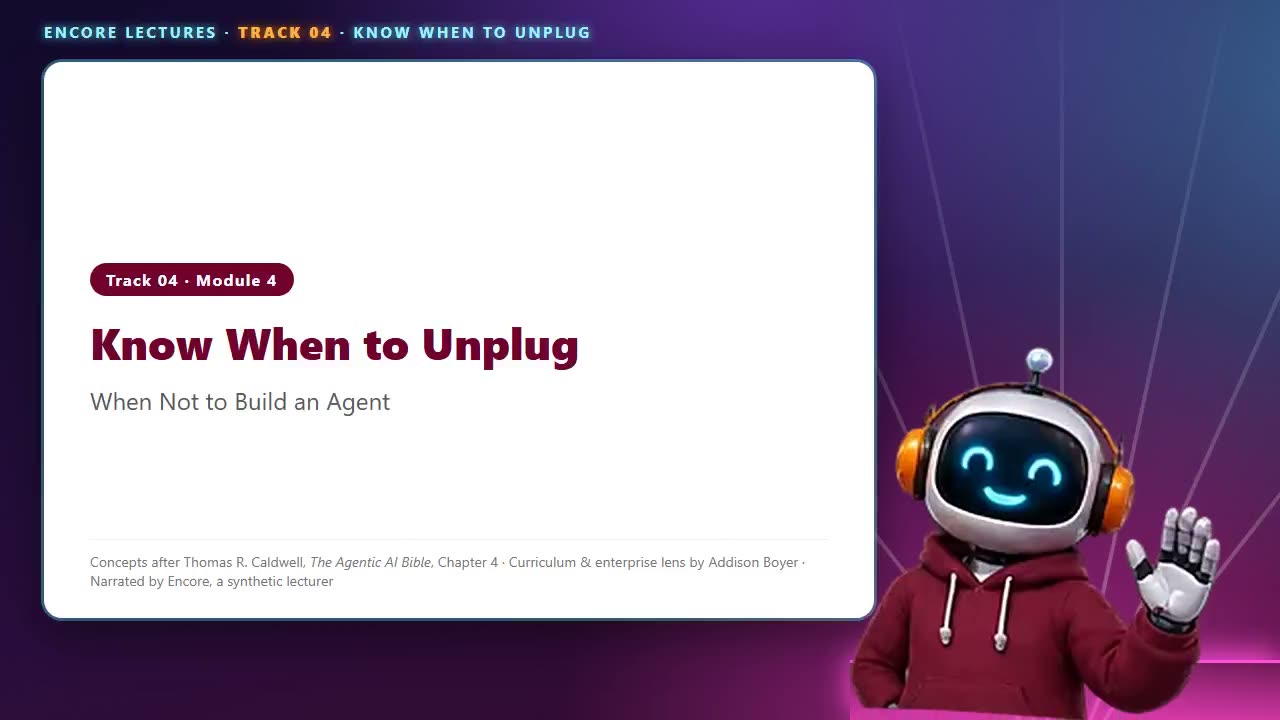 ENCORE LECTURES · TRACK 04 · KNOW WHEN TO UNPLUG
Track 04 · Module 4
Know When to Unplug
When Not to Build an Agent
Concepts after Thomas R. Caldwell, The Agentic AI Bible, Chapter 4 · Curriculum & enterprise lens by Addison Boyer ·
Narrated by Encore, a synthetic lecturer